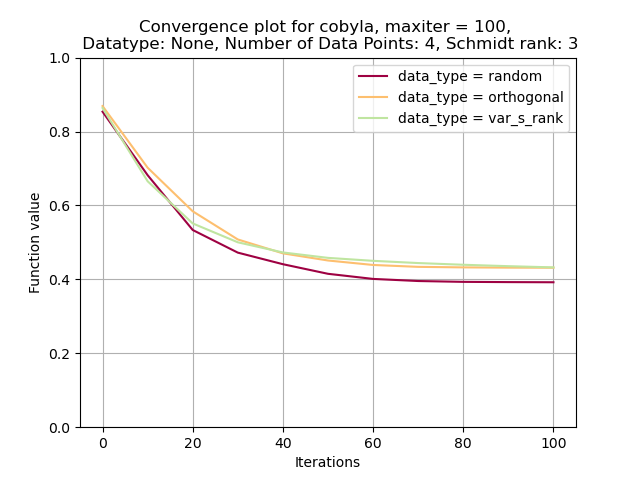 Convergence plot for cobyla, maxiter = 100,
Datatype: None, Number of Data Points: 4, Schmidt rank: 3
1.0
0.8
0.6
0.4
0.2
0.0
Function value
data_type = random
data_type = orthogonal
data_type = var_s_rank
0 20 40 60 80 100
Iterations